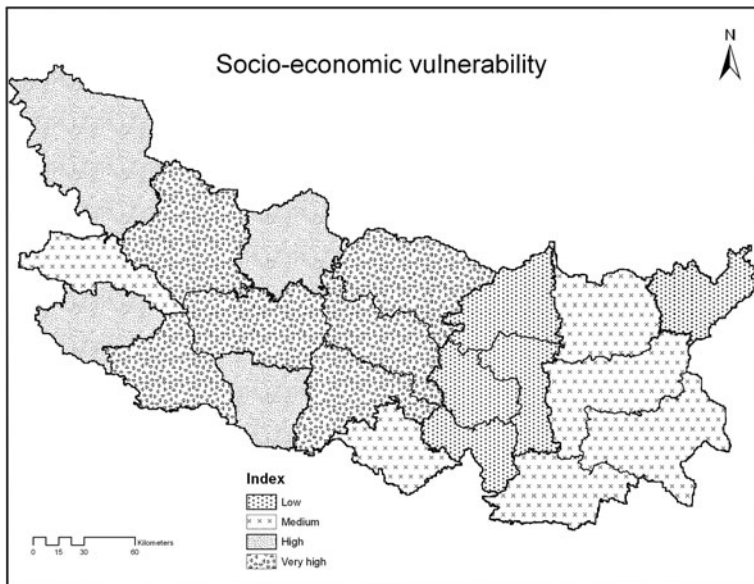 Socio-economic vulnerability
N
Index
Low
Medium
High
Very high
0 15 30 60 Kilometers